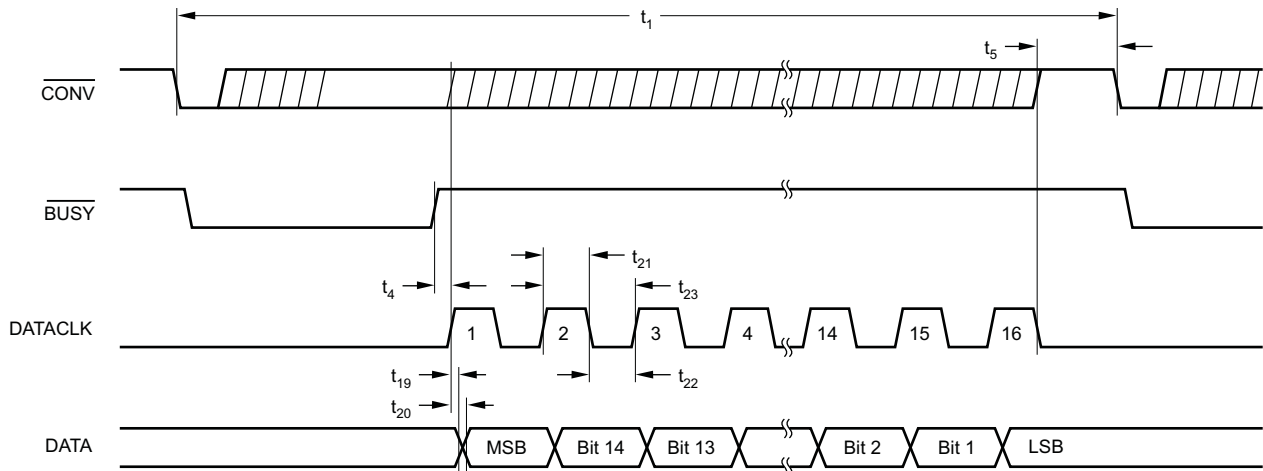 t1
t5
CONV
BUSY
t21
t4
t23
DATACLK
1 2 3 4 14 15 16
t19
t22
t20
DATA
MSB Bit 14 Bit 13 Bit 2 Bit 1 LSB